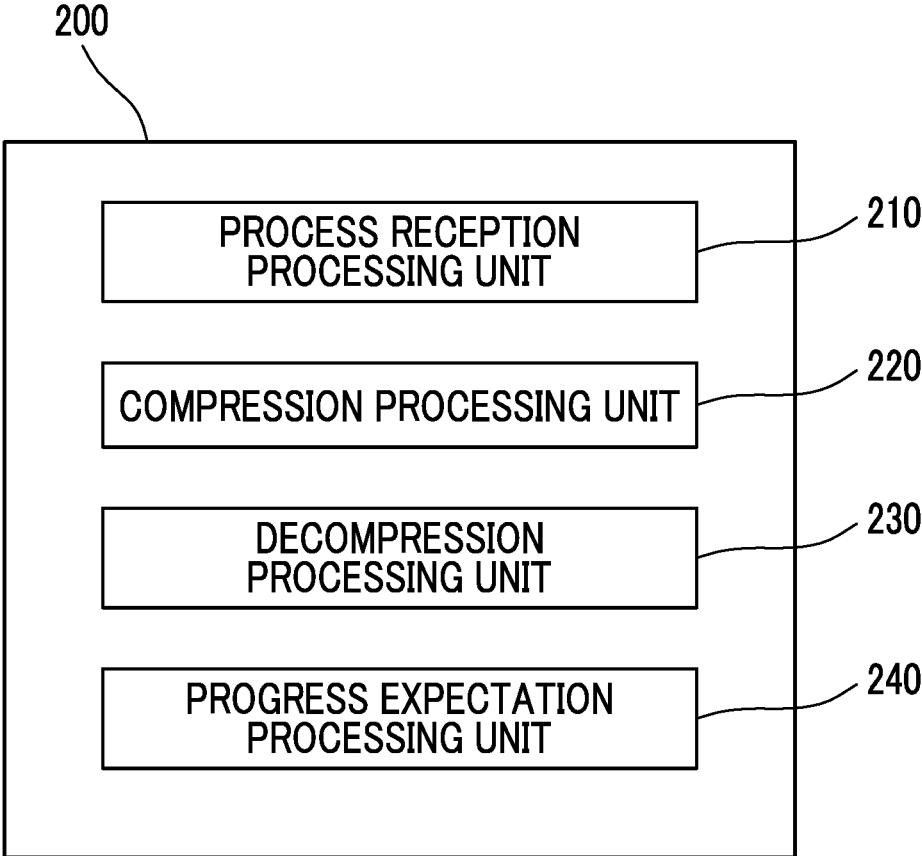 200
PROCESS RECEPTION
PROCESSING UNIT
210
COMPRESSION PROCESSING UNIT
220
DECOMPRESSION
PROCESSING UNIT
230
PROGRESS EXPECTATION
PROCESSING UNIT
240